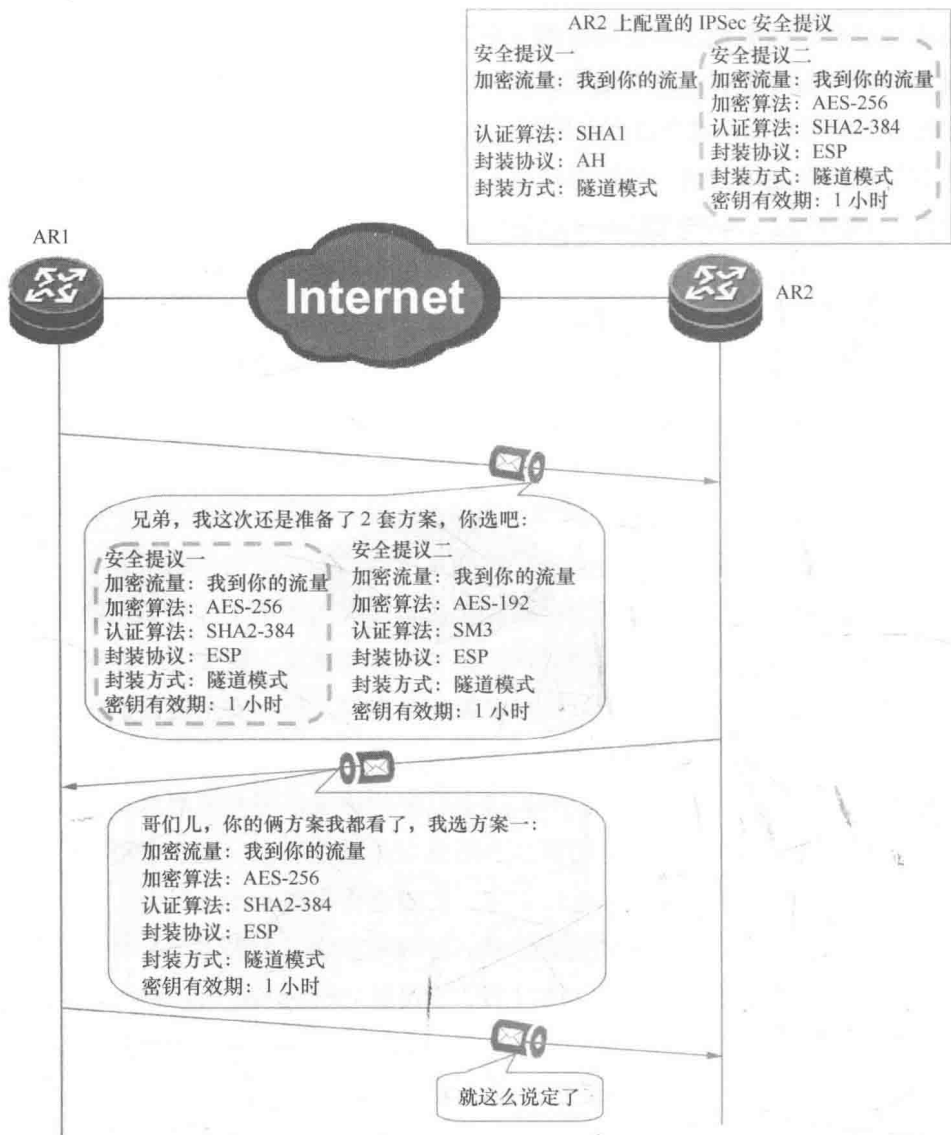 AR2 上配置的 IPSec 安全提议
安全提议一
加密流量：我到你的流量
认证算法：SHA1
封装协议：AH
封装方式：隧道模式
安全提议二
加密流量：我到你的流量
加密算法：AES-256
认证算法：SHA2-384
封装协议：ESP
封装方式：隧道模式
密钥有效期：1 小时
AR1
Internet
AR2
兄弟，我这次还是准备了 2 套方案，你选吧：
安全提议一
加密流量：我到你的流量
加密算法：AES-256
认证算法：SHA2-384
封装协议：ESP
封装方式：隧道模式
密钥有效期：1 小时
安全提议二
加密流量：我到你的流量
加密算法：AES-192
认证算法：SM3
封装协议：ESP
封装方式：隧道模式
密钥有效期：1 小时
哥们儿，你的俩方案我都看了，我选方案一：
加密流量：我到你的流量
加密算法：AES-256
认证算法：SHA2-384
封装协议：ESP
封装方式：隧道模式
密钥有效期：1 小时
就这么说定了